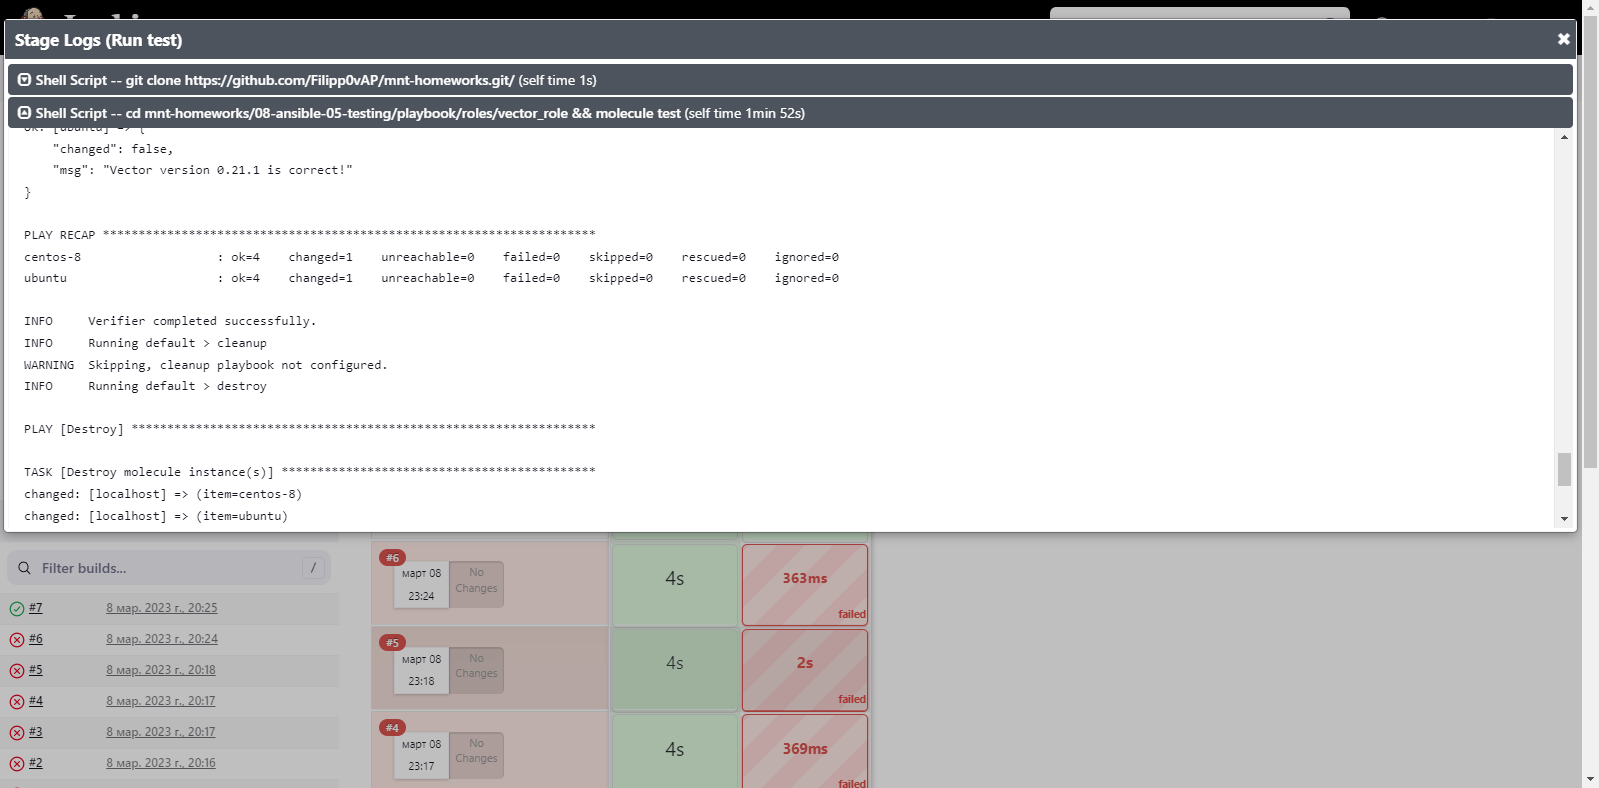 Stage Logs (Run test)
Shell Script -- git clone https://github.com/Filipp0vAP/mnt-homeworks.git/ (self time 1s)
Shell Script -- cd mnt-homeworks/08-ansible-05-testing/playbook/roles/vector_role && molecule test (self time 1min 52s)
ok: [ubuntu] => {
    "changed": false,
    "msg": "Vector version 0.21.1 is correct!"
}
PLAY RECAP *********************************************************************
centos-8                   : ok=4    changed=1    unreachable=0    failed=0    skipped=0    rescued=0    ignored=0
ubuntu                     : ok=4    changed=1    unreachable=0    failed=0    skipped=0    rescued=0    ignored=0
INFO     Verifier completed successfully.
INFO     Running default > cleanup
WARNING  Skipping, cleanup playbook not configured.
INFO     Running default > destroy
PLAY [Destroy] *****************************************************************
TASK [Destroy molecule instance(s)] ********************************************
changed: [localhost] => (item=centos-8)
changed: [localhost] => (item=ubuntu)
Filter builds... /
#7 8 мар. 2023 г., 20:25
#6 8 мар. 2023 г., 20:24
#5 8 мар. 2023 г., 20:18
#4 8 мар. 2023 г., 20:17
#3 8 мар. 2023 г., 20:17
#2 8 мар. 2023 г., 20:16
#6
март 08
23:24
No
Changes
4s
363ms
failed
#5
март 08
23:18
No
Changes
4s
2s
failed
#4
март 08
23:17
No
Changes
4s
369ms
failed